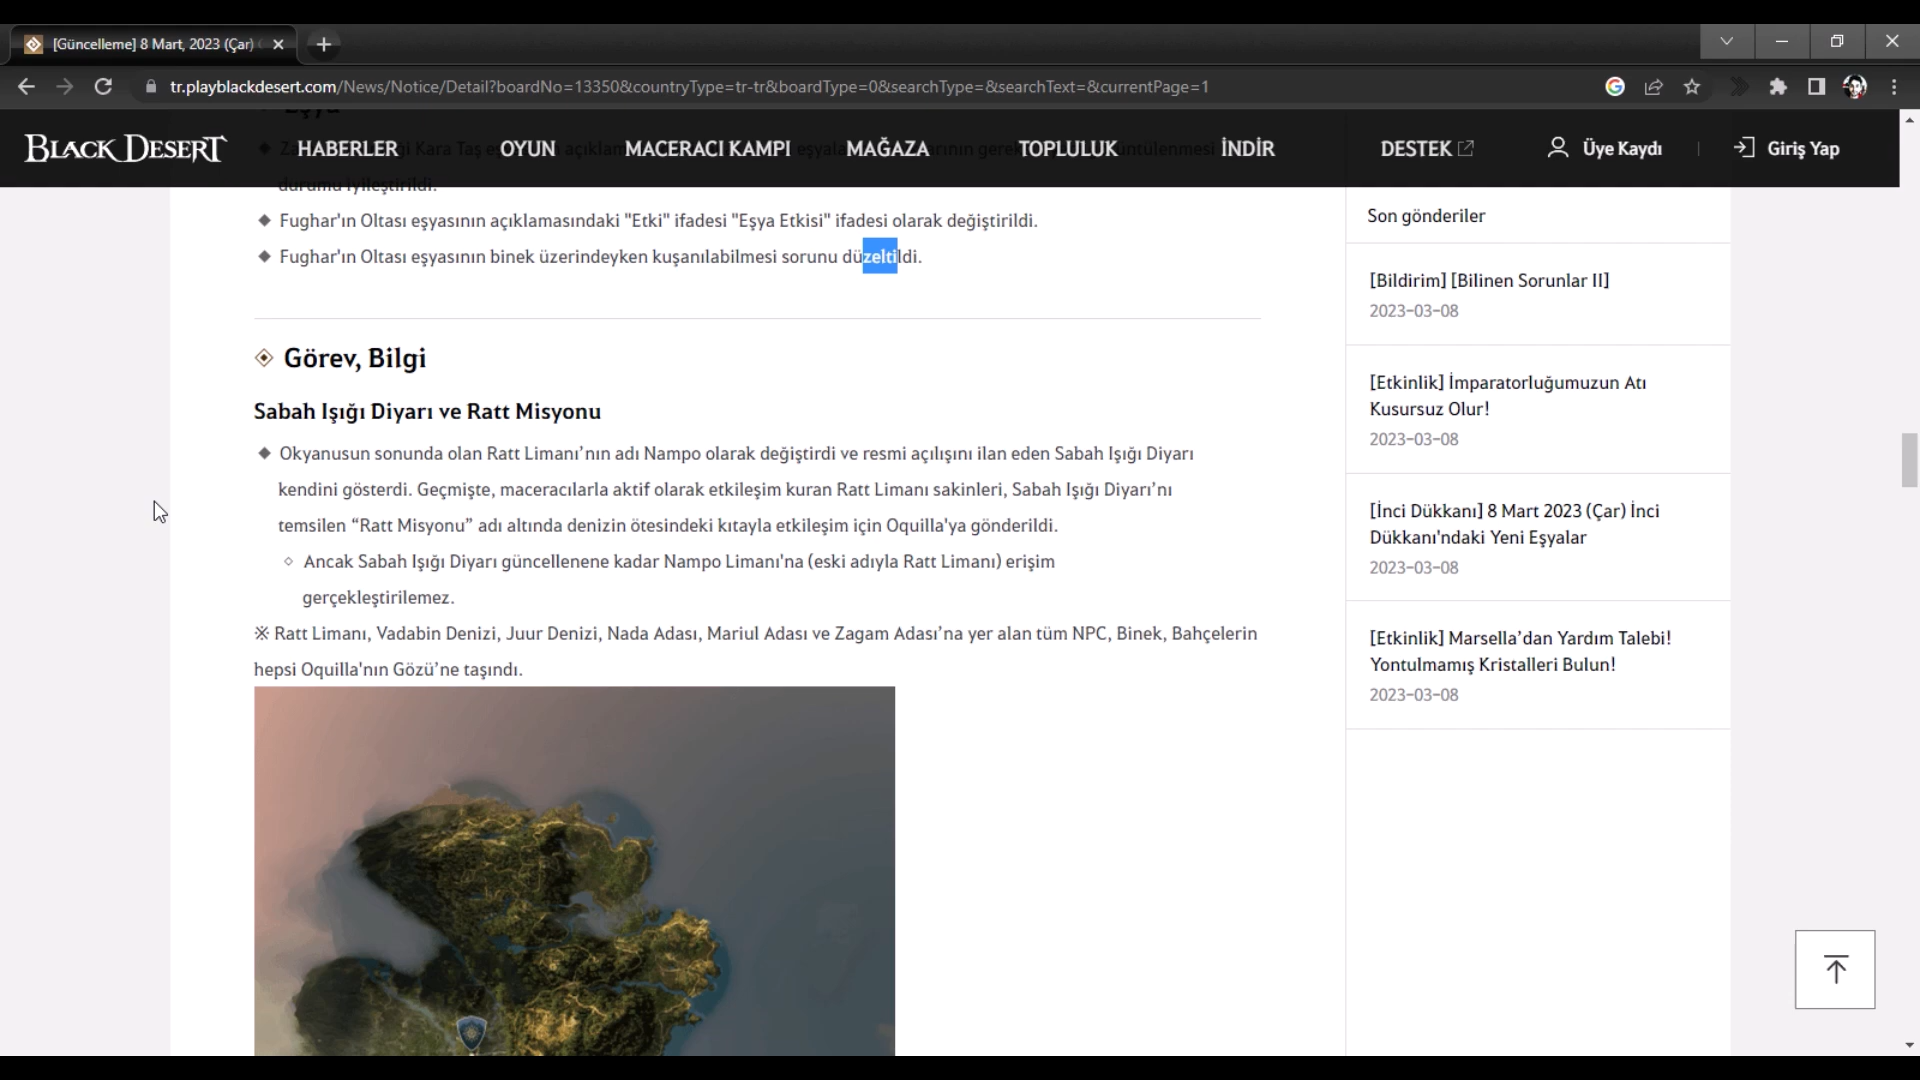 [Güncelleme] 8 Mart, 2023 (Çar)
tr.playblackdesert.com/News/Notice/Detail?boardNo=13350&countryType=tr-tr&boardType=0&searchType=&searchText=&currentPage=1
BLACK DESERT
HABERLER
OYUN
MACERACI KAMPI
MAĞAZA
TOPLULUK
İNDİR
DESTEK
Üye Kaydı
Giriş Yap
durumu iyileştirildi.
Fughar'ın Oltası eşyasının açıklamasındaki "Etki" ifadesi "Eşya Etkisi" ifadesi olarak değiştirildi.
Fughar'ın Oltası eşyasının binek üzerindeyken kuşanılabilmesi sorunu düzeltildi.
Görev, Bilgi
Sabah Işığı Diyarı ve Ratt Misyonu
Okyanusun sonunda olan Ratt Limanı’nın adı Nampo olarak değiştirdi ve resmi açılışını ilan eden Sabah Işığı Diyarı
kendini gösterdi. Geçmişte, maceracılarla aktif olarak etkileşim kuran Ratt Limanı sakinleri, Sabah Işığı Diyarı’nı
temsilen “Ratt Misyonu” adı altında denizin ötesindeki kıtayla etkileşim için Oquilla'ya gönderildi.
Ancak Sabah Işığı Diyarı güncellenene kadar Nampo Limanı'na (eski adıyla Ratt Limanı) erişim
gerçekleştirilemez.
※ Ratt Limanı, Vadabin Denizi, Juur Denizi, Nada Adası, Mariul Adası ve Zagam Adası’na yer alan tüm NPC, Binek, Bahçelerin
hepsi Oquilla'nın Gözü’ne taşındı.
Son gönderiler
[Bildirim] [Bilinen Sorunlar II]
2023-03-08
[Etkinlik] İmparatorluğumuzun Atı
Kusursuz Olur!
2023-03-08
[İnci Dükkanı] 8 Mart 2023 (Çar) İnci
Dükkanı'ndaki Yeni Eşyalar
2023-03-08
[Etkinlik] Marsella’dan Yardım Talebi!
Yontulmamış Kristalleri Bulun!
2023-03-08